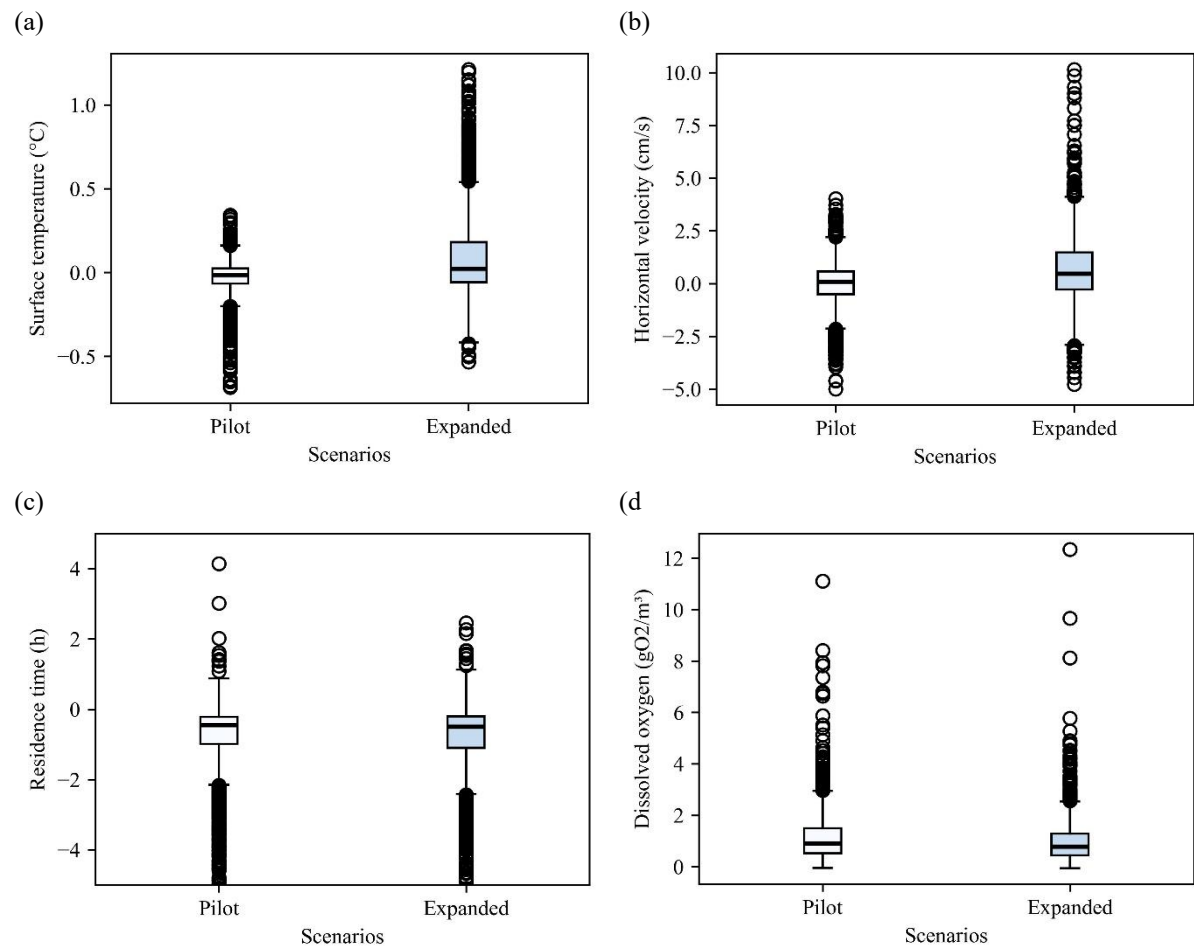 (a)
Surface temperature (°C)
1.0
0.5
0.0
−0.5
Pilot
Expanded
Scenarios
(b)
Horizontal velocity (cm/s)
10.0
7.5
5.0
2.5
0.0
−2.5
−5.0
Pilot
Expanded
Scenarios
(c)
Residence time (h)
4
2
0
−2
−4
Pilot
Expanded
Scenarios
(d
Dissolved oxygen (gO2/m³)
12
10
8
6
4
2
0
Pilot
Expanded
Scenarios